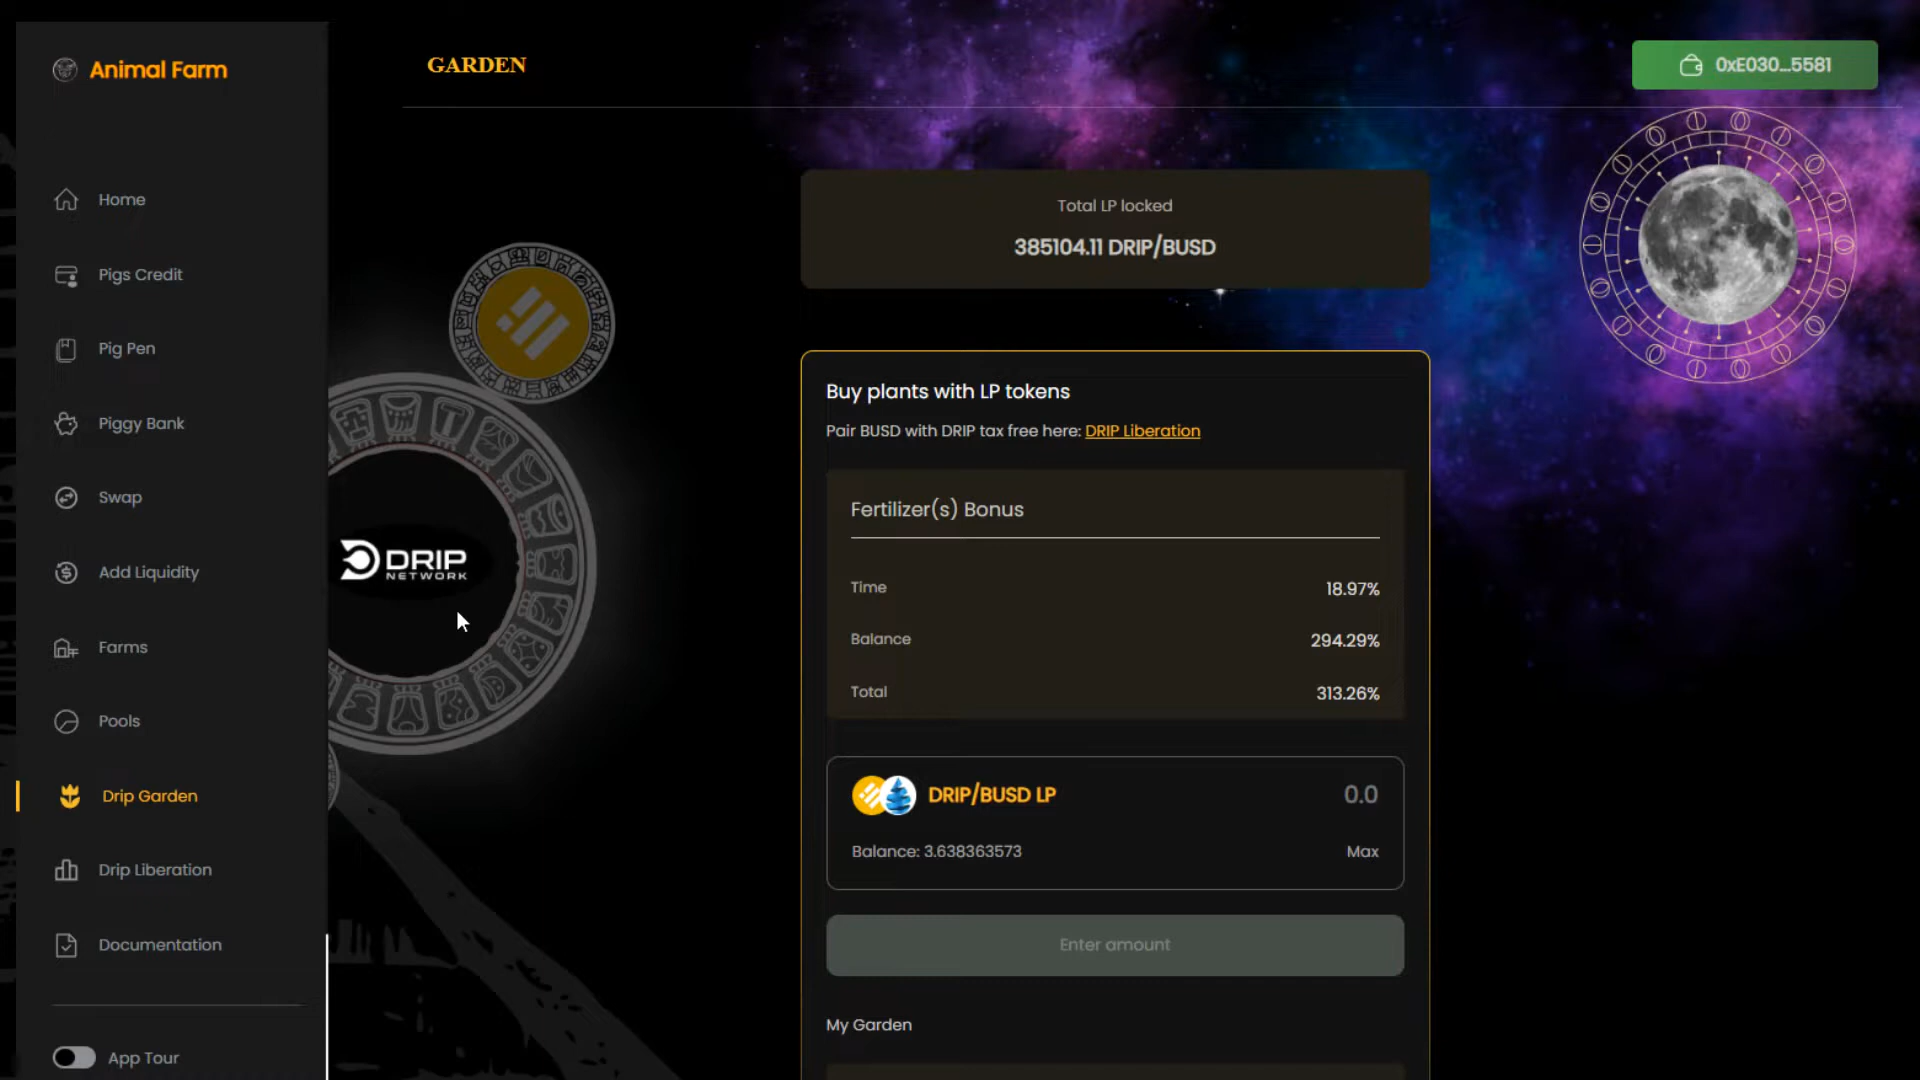 Animal Farm
Home
Pigs Credit
Pig Pen
Piggy Bank
Swap
Add Liquidity
Farms
Pools
Drip Garden
Drip Liberation
Documentation
App Tour
GARDEN
0xE030...5581
DRIP
NETWORK
Total LP locked
385104.11 DRIP/BUSD
Buy plants with LP tokens
Pair BUSD with DRIP tax free here: DRIP Liberation
Fertilizer(s) Bonus
Time 18.97%
Balance 294.29%
Total 313.26%
DRIP/BUSD LP 0.0
Balance: 3.638363573 Max
Enter amount
My Garden